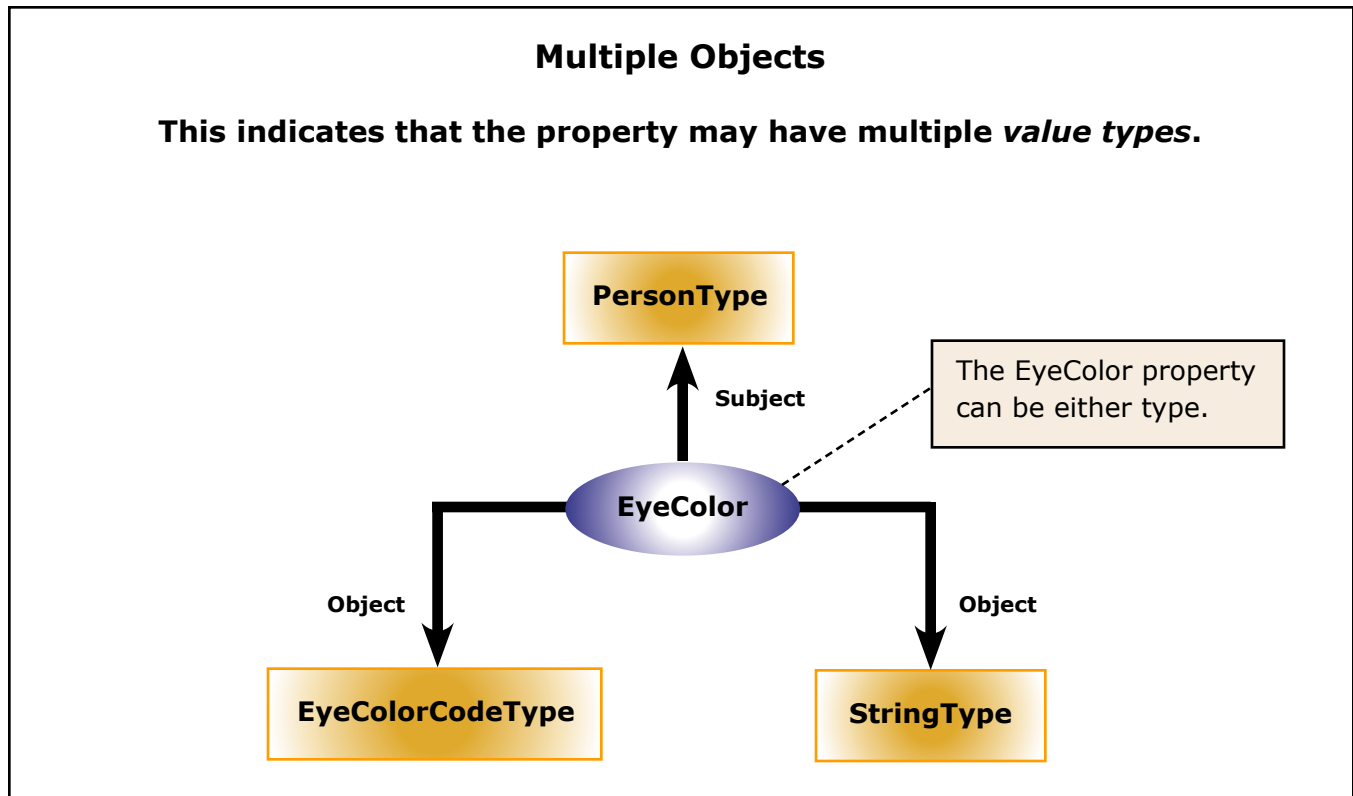 Multiple Objects
This indicates that the property may have multiple value types.
PersonType
The EyeColor property
can be either type.
Subject
EyeColor
Object
Object
EyeColorCodeType
StringType